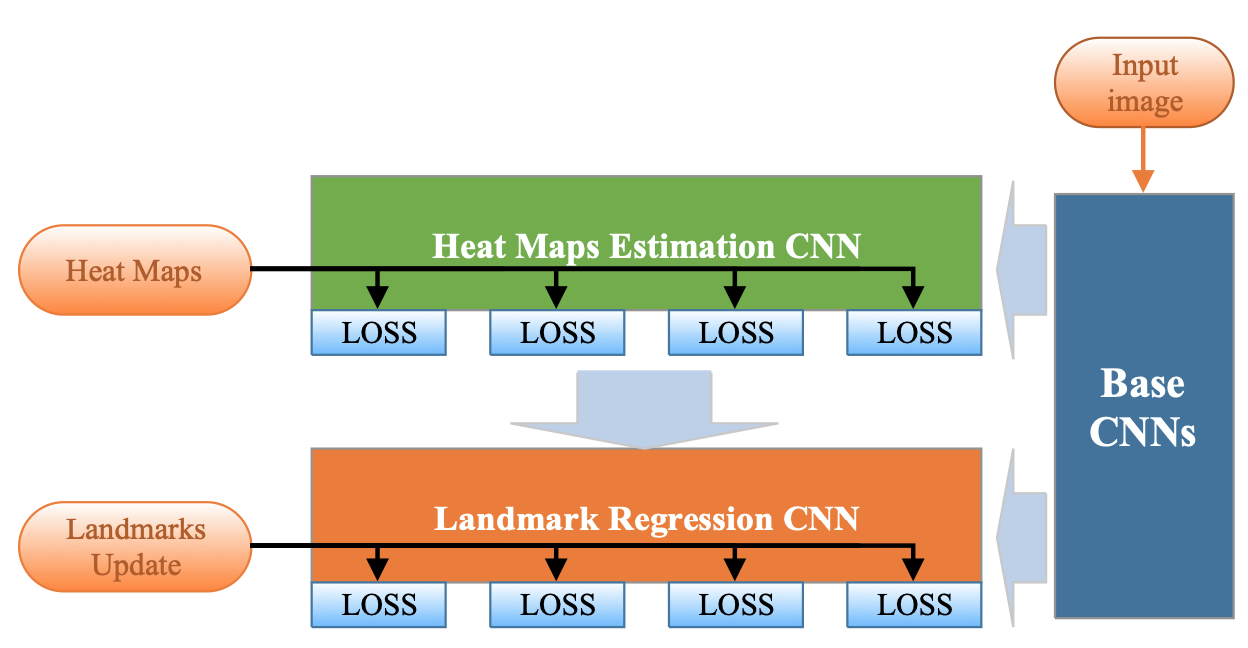 Input
image
Heat Maps Estimation CNN
Heat Maps
LOSS LOSS LOSS LOSS
Base
CNNs
Landmark Regression CNN
Landmarks
Update
LOSS LOSS LOSS LOSS